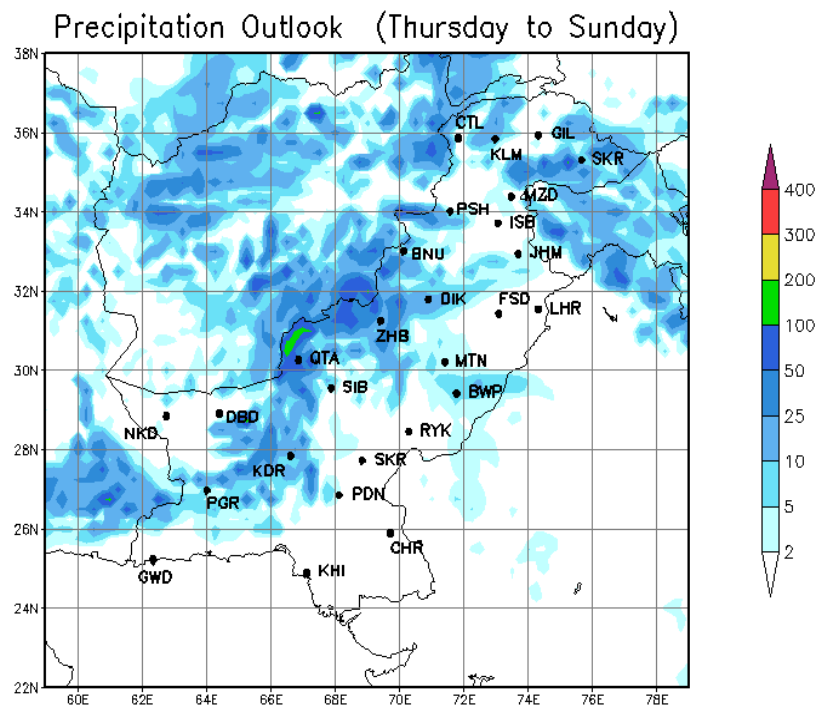 Precipitation Outlook (Thursday to Sunday)
38N
36N
34N
32N
30N
28N
26N
24N
22N
60E 62E 64E 66E 68E 70E 72E 74E 76E 78E
CTL
GIL
KLM
SKR
MZD
PSH
ISB
BNU
JHM
DIK
FSD
LHR
ZHB
QTA
MTN
SIB
BWP
DBD
NKD
RYK
KDR
SKR
PGR
PDN
CHR
GWD
KHI
400
300
200
100
50
25
10
5
2